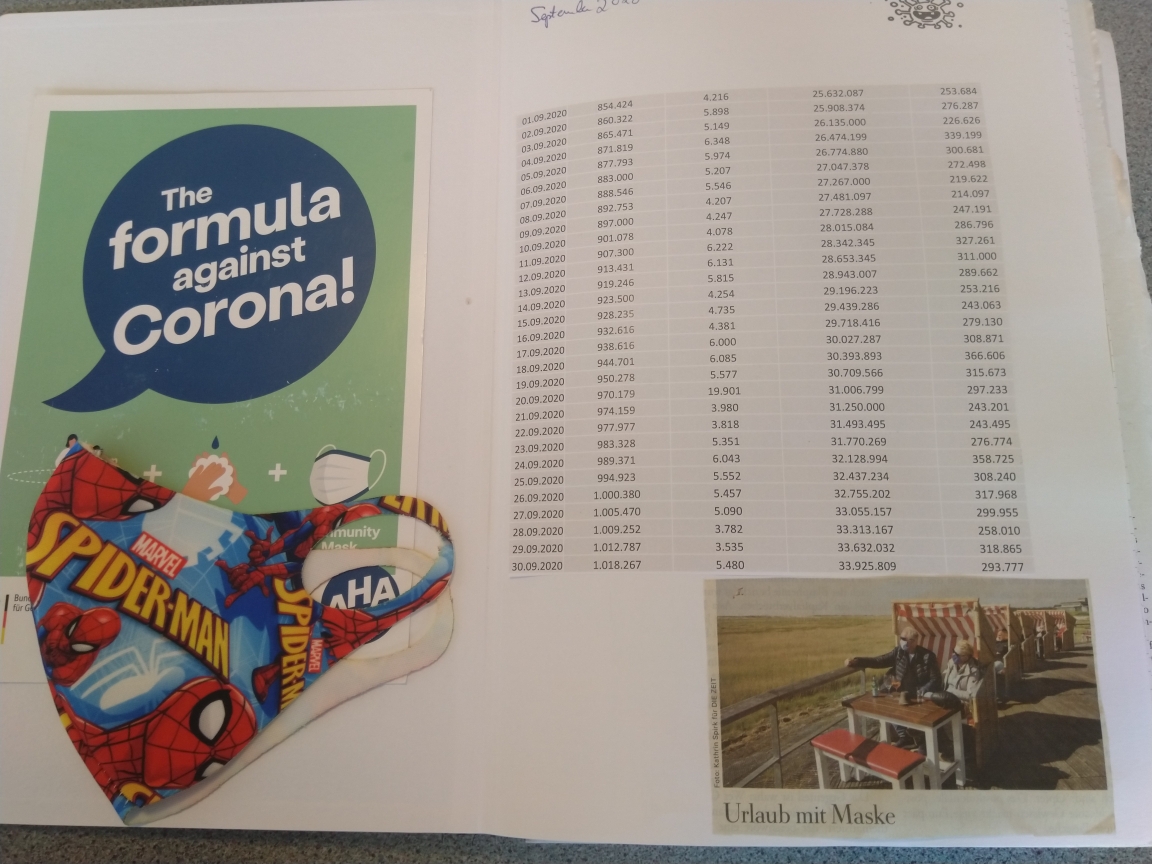 The
formula
against
Corona!
+
+
Mask
AHA
MARVEL
SPIDER-MAN
SPIDER-M
MARVEL
September 2020
01.09.2020 854.424 4.216 25.632.087 253.684
02.09.2020 860.322 5.898 25.908.374 276.287
03.09.2020 865.471 5.149 26.135.000 226.626
04.09.2020 871.819 6.348 26.474.199 339.199
05.09.2020 877.793 5.974 26.774.880 300.681
06.09.2020 883.000 5.207 27.047.378 272.498
07.09.2020 888.546 5.546 27.267.000 219.622
08.09.2020 892.753 4.207 27.481.097 214.097
09.09.2020 897.000 4.247 27.728.288 247.191
10.09.2020 901.078 4.078 28.015.084 286.796
11.09.2020 907.300 6.222 28.342.345 327.261
12.09.2020 913.431 6.131 28.653.345 311.000
13.09.2020 919.246 5.815 28.943.007 289.662
14.09.2020 923.500 4.254 29.196.223 253.216
15.09.2020 928.235 4.735 29.439.286 243.063
16.09.2020 932.616 4.381 29.718.416 279.130
17.09.2020 938.616 6.000 30.027.287 308.871
18.09.2020 944.701 6.085 30.393.893 366.606
19.09.2020 950.278 5.577 30.709.566 315.673
20.09.2020 970.179 19.901 31.006.799 297.233
21.09.2020 974.159 3.980 31.250.000 243.201
22.09.2020 977.977 3.818 31.493.495 243.495
23.09.2020 983.328 5.351 31.770.269 276.774
24.09.2020 989.371 6.043 32.128.994 358.725
25.09.2020 994.923 5.552 32.437.234 308.240
26.09.2020 1.000.380 5.457 32.755.202 317.968
27.09.2020 1.005.470 5.090 33.055.157 299.955
28.09.2020 1.009.252 3.782 33.313.167 258.010
29.09.2020 1.012.787 3.535 33.632.032 318.865
30.09.2020 1.018.267 5.480 33.925.809 293.777
Foto: Kathrin Spirk für DIE ZEIT
Urlaub mit Maske